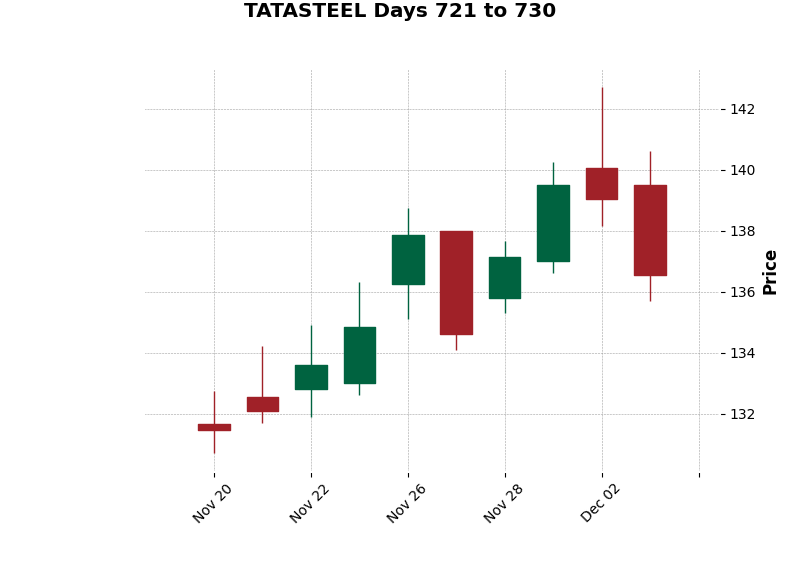 TATASTEEL Days 721 to 730
142
140
138
136
134
132
Price
Nov 20
Nov 22
Nov 26
Nov 28
Dec 02